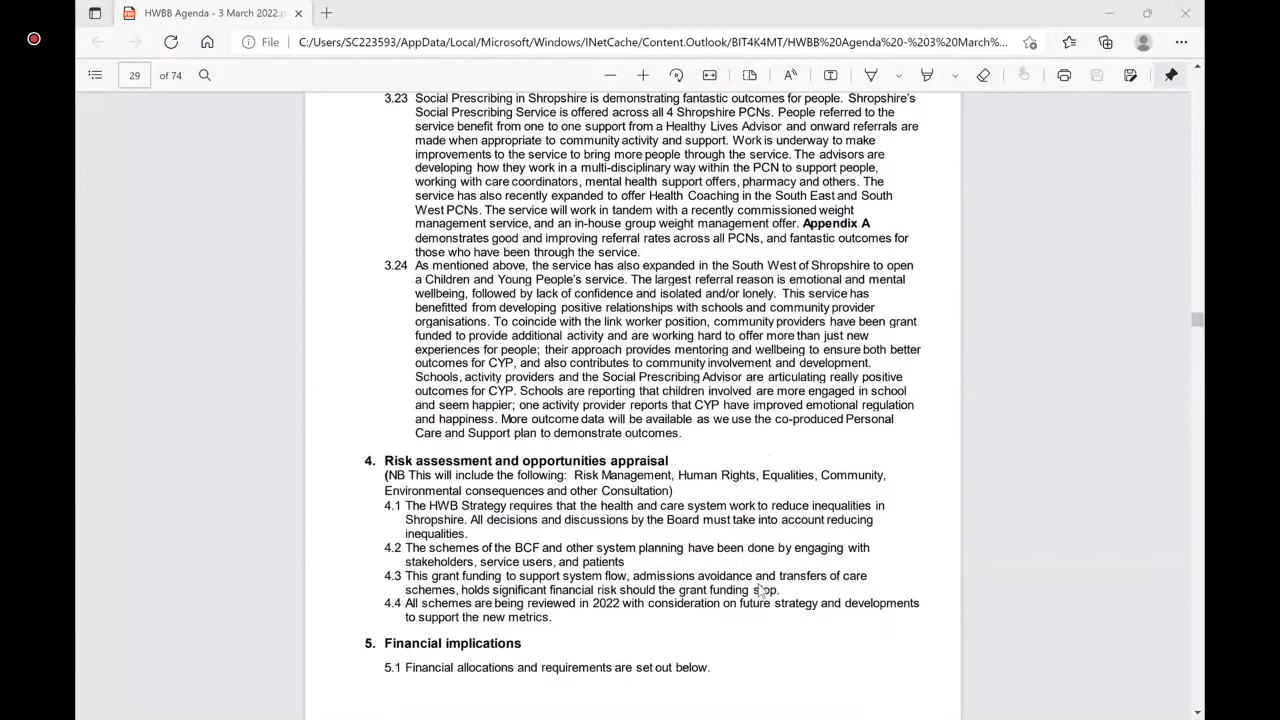 HWBB Agenda - 3 March 2022.p
File
C:/Users/SC223593/AppData/Local/Microsoft/Windows/INetCache/Content.Outlook/BIT4K4MT/HWBB%20Agenda%20-%203%20March%...
29 of 74
3.23 Social Prescribing in Shropshire is demonstrating fantastic outcomes for people. Shropshire's
Social Prescribing Service is offered across all 4 Shropshire PCNs. People referred to the
service benefit from one to one support from a Healthy Lives Advisor and onward referrals are
made when appropriate to community activity and support. Work is underway to make
improvements to the service to bring more people through the service. The advisors are
developing how they work in a multi-disciplinary way within the PCN to support people,
working with care coordinators, mental health support offers, pharmacy and others. The
service has also recently expanded to offer Health Coaching in the South East and South
West PCNs. The service will work in tandem with a recently commissioned weight
management service, and an in-house group weight management offer. Appendix A
demonstrates good and improving referral rates across all PCNs, and fantastic outcomes for
those who have been through the service.
3.24 As mentioned above, the service has also expanded in the South West of Shropshire to open
a Children and Young People's service. The largest referral reason is emotional and mental
wellbeing, followed by lack of confidence and isolated and/or lonely. This service has
benefitted from developing positive relationships with schools and community provider
organisations. To coincide with the link worker position, community providers have been grant
funded to provide additional activity and are working hard to offer more than just new
experiences for people; their approach provides mentoring and wellbeing to ensure both better
outcomes for CYP, and also contributes to community involvement and development.
Schools, activity providers and the Social Prescribing Advisor are articulating really positive
outcomes for CYP. Schools are reporting that children involved are more engaged in school
and seem happier; one activity provider reports that CYP have improved emotional regulation
and happiness. More outcome data will be available as we use the co-produced Personal
Care and Support plan to demonstrate outcomes.
4. Risk assessment and opportunities appraisal
(NB This will include the following: Risk Management, Human Rights, Equalities, Community,
Environmental consequences and other Consultation)
4.1 The HWB Strategy requires that the health and care system work to reduce inequalities in
Shropshire. All decisions and discussions by the Board must take into account reducing
inequalities.
4.2 The schemes of the BCF and other system planning have been done by engaging with
stakeholders, service users, and patients
4.3 This grant funding to support system flow, admissions avoidance and transfers of care
schemes, holds significant financial risk should the grant funding stop.
4.4 All schemes are being reviewed in 2022 with consideration on future strategy and developments
to support the new metrics.
5. Financial implications
5.1 Financial allocations and requirements are set out below.